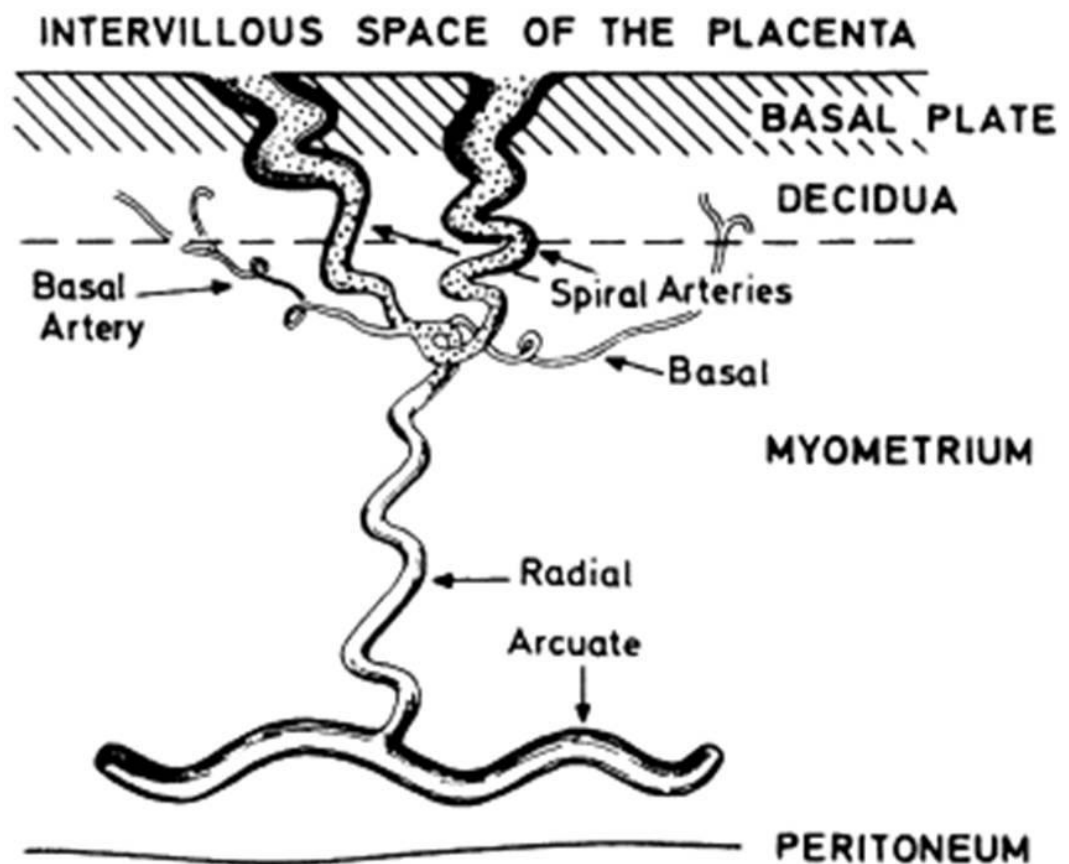 INTERVILLOUS SPACE OF THE PLACENTA
BASAL PLATE
DECIDUA
Basal
Artery
Spiral Arteries
Basal
MYOMETRIUM
Radial
Arcuate
PERITONEUM